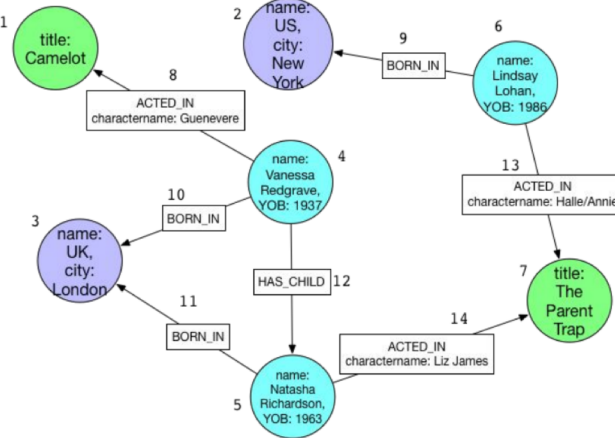 1
title:
Camelot
2
name:
US,
city:
New
York
9
BORN_IN
6
name:
Lindsay
Lohan,
YOB: 1986
8
ACTED_IN
charactername: Guenevere
name:
Vanessa
Redgrave,
YOB: 1937
4
13
ACTED_IN
charactername: Halle/Annie
10
BORN_IN
3
name:
UK,
city:
London
HAS_CHILD
12
7
title:
The
Parent
Trap
11
BORN_IN
14
ACTED_IN
charactername: Liz James
5
name:
Natasha
Richardson,
YOB: 1963